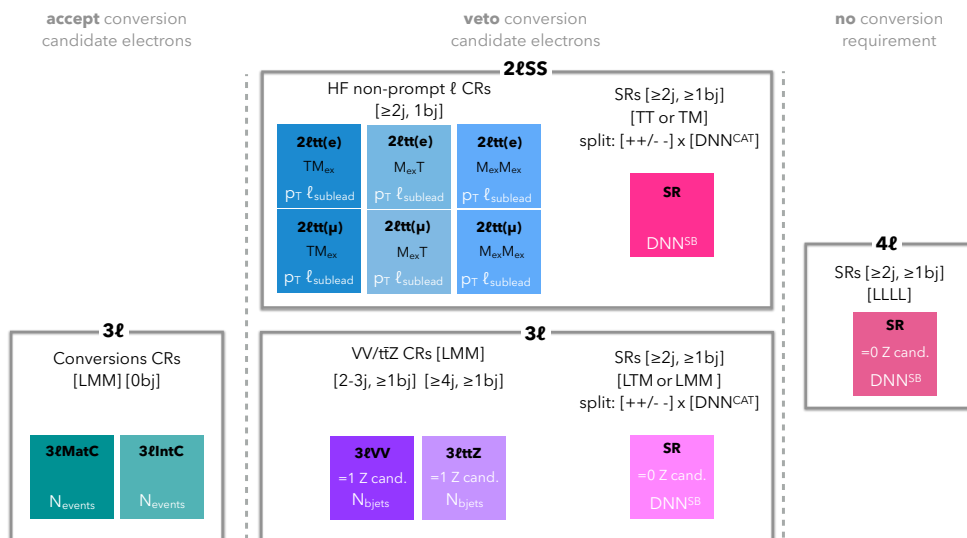 accept conversion
candidate electrons
veto conversion
candidate electrons
no conversion
requirement
2ℓSS
HF non-prompt ℓ CRs
[≥2j, 1bj]
2ℓtt(e)
TMex
pT ℓsublead
2ℓtt(e)
MexT
pT ℓsublead
2ℓtt(e)
MexMex
pT ℓsublead
2ℓtt(μ)
TMex
pT ℓsublead
2ℓtt(μ)
MexT
pT ℓsublead
2ℓtt(μ)
MexMex
pT ℓsublead
SRs [≥2j, ≥1bj]
[TT or TM]
split: [++/- -] x [DNNCAT]
SR
DNNSB
4ℓ
SRs [≥2j, ≥1bj]
[LLLL]
SR
=0 Z cand.
DNNSB
3ℓ
Conversions CRs
[LMM] [0bj]
3ℓMatC
Nevents
3ℓIntC
Nevents
3ℓ
VV/tt̄Z CRs [LMM]
[2-3j, ≥1bj] [≥4j, ≥1bj]
3ℓVV
=1 Z cand.
Nbjets
3ℓttZ
=1 Z cand.
Nbjets
SRs [≥2j, ≥1bj]
[LTM or LMM ]
split: [++/- -] x [DNNCAT]
SR
=0 Z cand.
DNNSB